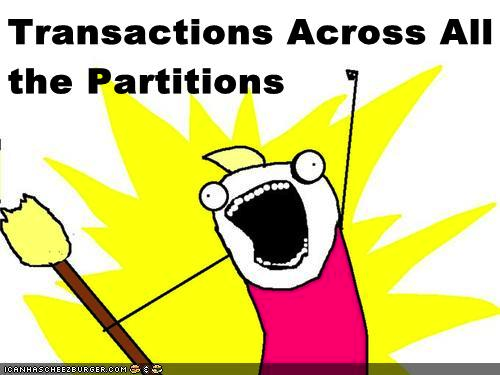 Transactions Across All
the Partitions
ICANHASCHEEZBURGER.COM